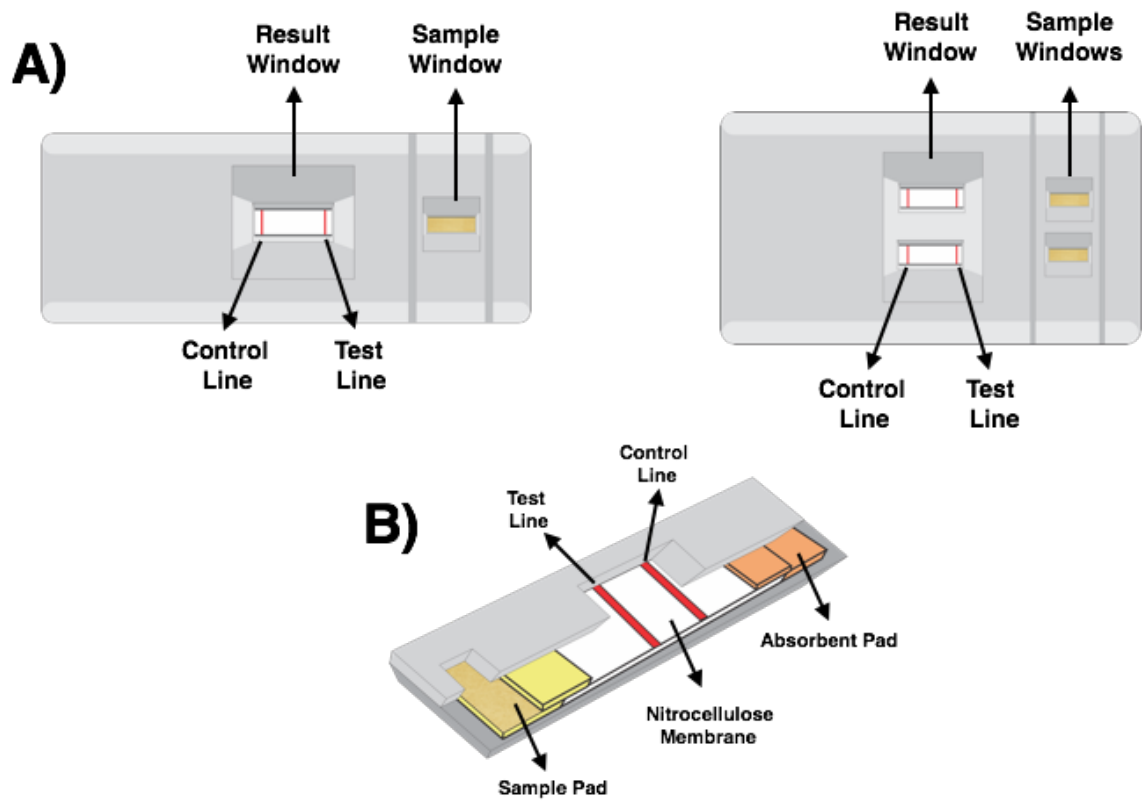 A)
Result
Window
Sample
Window
Control
Line
Test
Line
Result
Window
Sample
Windows
Control
Line
Test
Line
B)
Control
Line
Test
Line
Absorbent Pad
Nitrocellulose
Membrane
Sample Pad